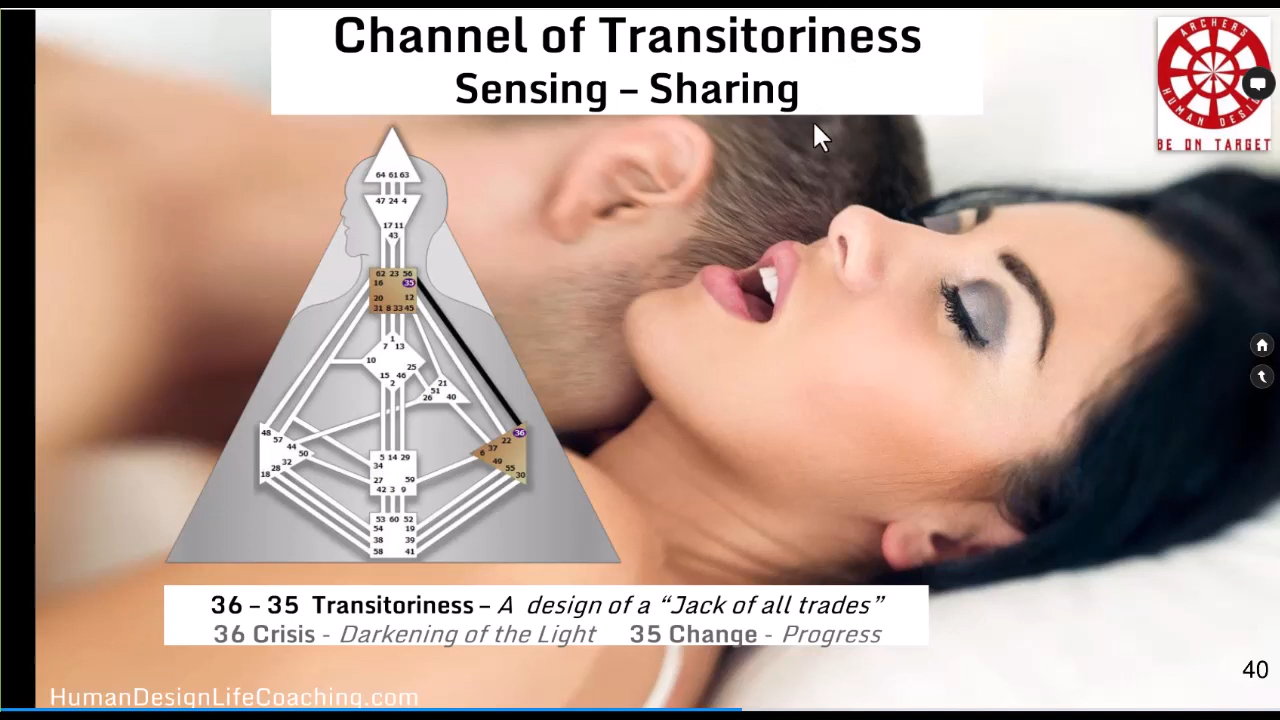 Channel of Transitoriness
Sensing – Sharing
ARCHERS
HUMAN DESIGN
BE ON TARGET
64 61 63
47 24 4
17 11
43
62 23 56
16 35
20 12
31 8 33 45
1
7 13
10
25
15 46
2
21
51
26 40
48
57
44
50
32
28
18
36
22
37
6
49
55
30
5 14 29
34
27 59
42 3 9
53 60 52
54 19
38 39
58 41
36 – 35 Transitoriness – A design of a “Jack of all trades”
36 Crisis - Darkening of the Light 35 Change - Progress
40
HumanDesignLifeCoaching.com